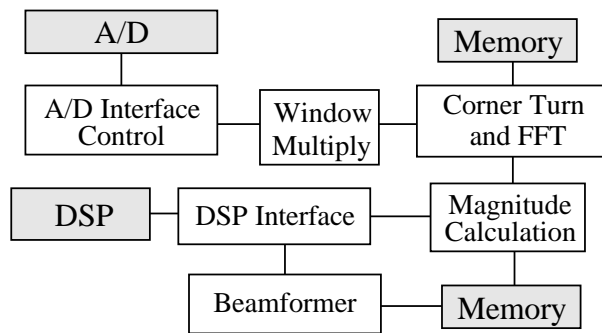 A/D
Memory
A/D Interface
Control
Window
Multiply
Corner Turn
and FFT
DSP
DSP Interface
Magnitude
Calculation
Beamformer
Memory